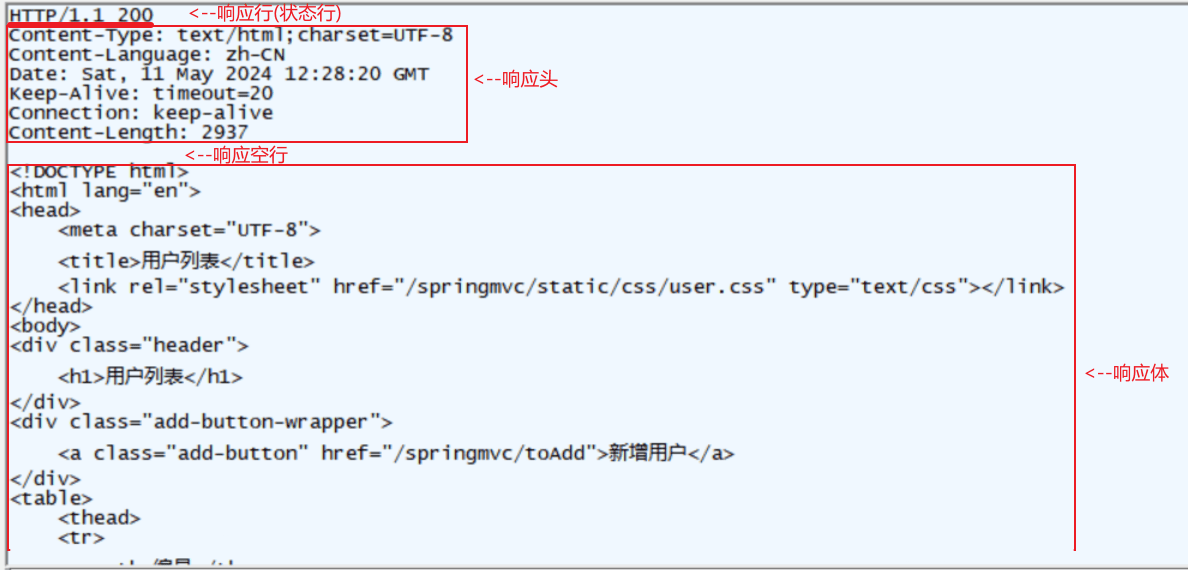 HTTP/1.1 200 <--响应行(状态行)
Content-Type: text/html;charset=UTF-8
Content-Language: zh-CN
Date: Sat, 11 May 2024 12:28:20 GMT <--响应头
Keep-Alive: timeout=20
Connection: keep-alive
Content-Length: 2937
<--响应空行
<!DOCTYPE html>
<html lang="en">
<head>
    <meta charset="UTF-8">
    <title>用户列表</title>
    <link rel="stylesheet" href="/springmvc/static/css/user.css" type="text/css"></link>
</head>
<body>
<div class="header">
    <h1>用户列表</h1> <--响应体
</div>
<div class="add-button-wrapper">
    <a class="add-button" href="/springmvc/toAdd">新增用户</a>
</div>
<table>
    <thead>
    <tr>